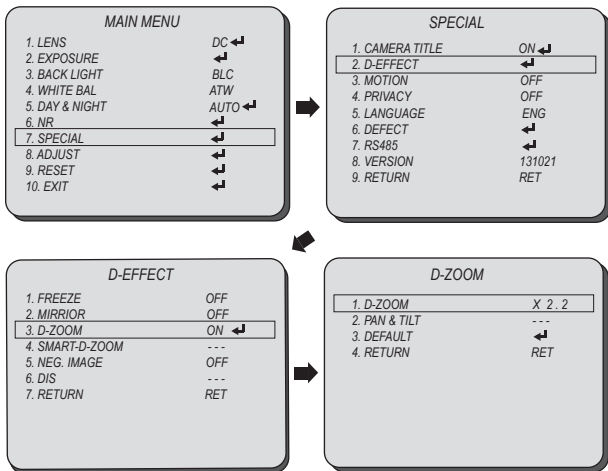 MAIN MENU
1. LENS DC ↵
2. EXPOSURE ↵
3. BACK LIGHT BLC
4. WHITE BAL ATW
5. DAY & NIGHT AUTO ↵
6. NR ↵
7. SPECIAL ↵
8. ADJUST ↵
9. RESET ↵
10. EXIT ↵
SPECIAL
1. CAMERA TITLE ON ↵
2. D-EFFECT ↵
3. MOTION OFF
4. PRIVACY OFF
5. LANGUAGE ENG
6. DEFECT ↵
7. RS485 ↵
8. VERSION 131021
9. RETURN RET
D-EFFECT
1. FREEZE OFF
2. MIRRIOR OFF
3. D-ZOOM ON ↵
4. SMART-D-ZOOM - - -
5. NEG. IMAGE OFF
6. DIS - - -
7. RETURN RET
D-ZOOM
1. D-ZOOM X 2 . 2
2. PAN & TILT - - -
3. DEFAULT ↵
4. RETURN RET